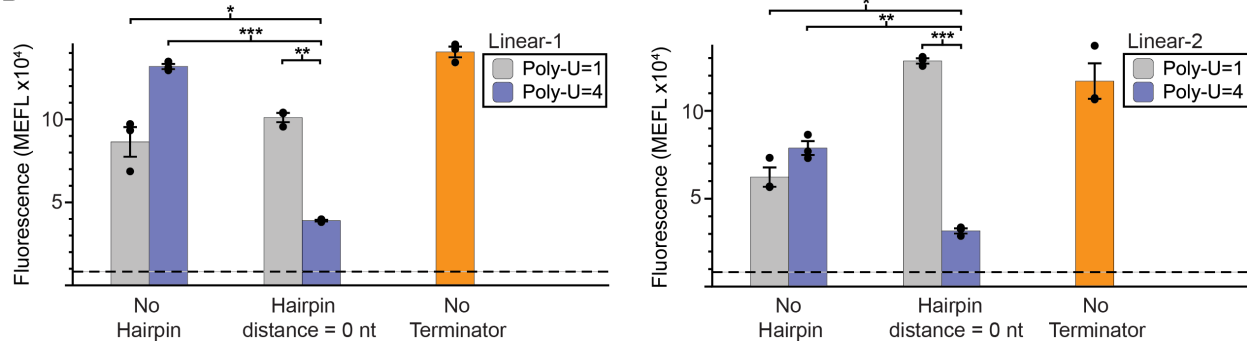 *
***
**
Linear-1
Poly-U=1
Poly-U=4
Fluorescence (MEFL x10⁴)
10
5
No Hairpin
Hairpin distance = 0 nt
No Terminator
*
**
***
Linear-2
Poly-U=1
Poly-U=4
Fluorescence (MEFL x10⁴)
10
5
No Hairpin
Hairpin distance = 0 nt
No Terminator